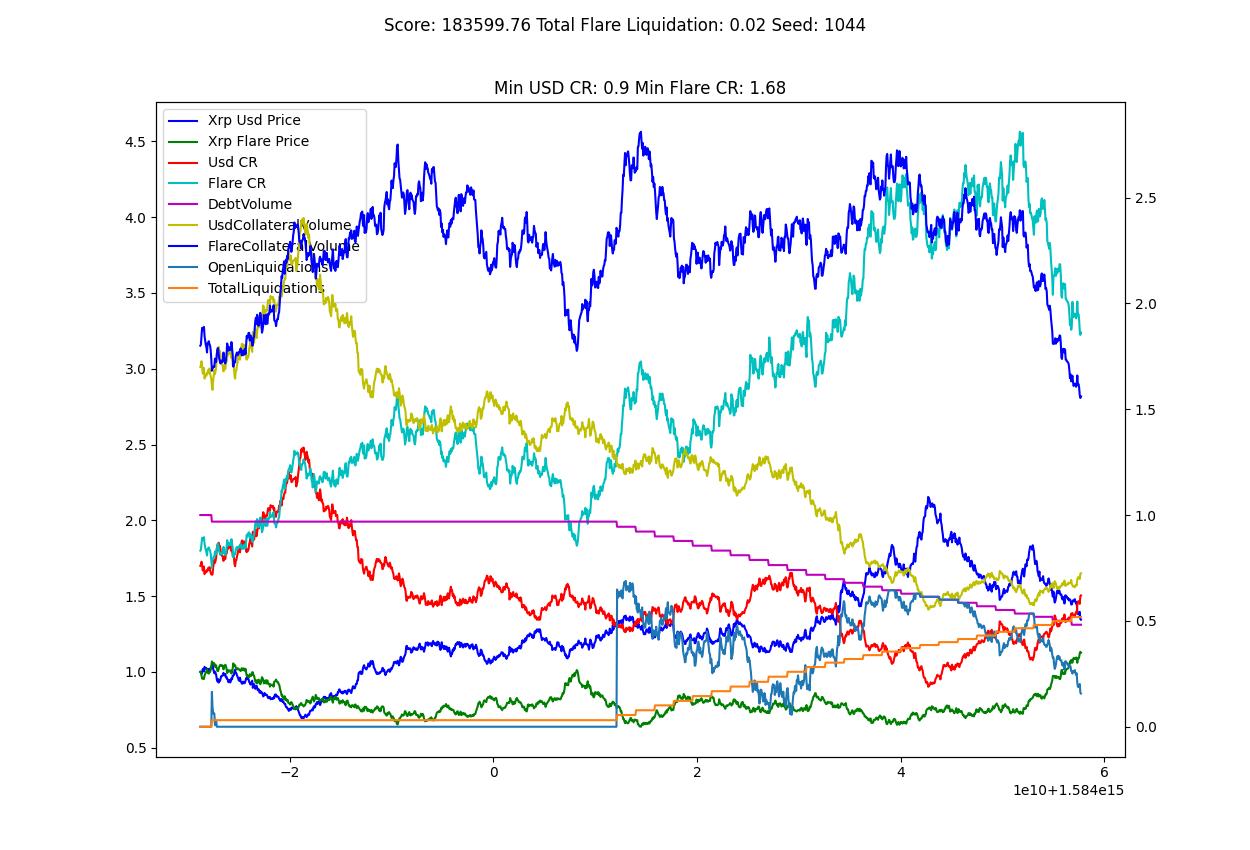 Score: 183599.76 Total Flare Liquidation: 0.02 Seed: 1044
Min USD CR: 0.9 Min Flare CR: 1.68
Xrp Usd Price
Xrp Flare Price
Usd CR
Flare CR
DebtVolume
UsdCollateralVolume
FlareCollateralVolume
OpenLiquidations
TotalLiquidations
4.5
4.0
3.5
3.0
2.5
2.0
1.5
1.0
0.5
2.5
2.0
1.5
1.0
0.5
0.0
−2
0
2
4
6
1e10+1.584e15